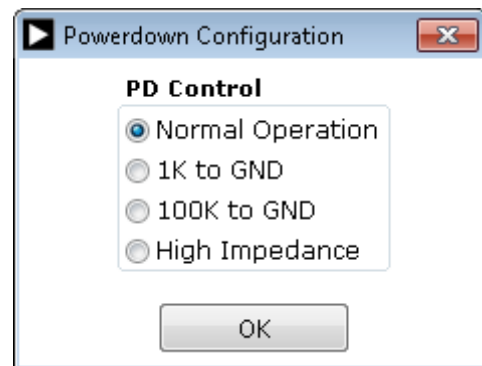 Powerdown Configuration
PD Control
Normal Operation
1K to GND
100K to GND
High Impedance
OK